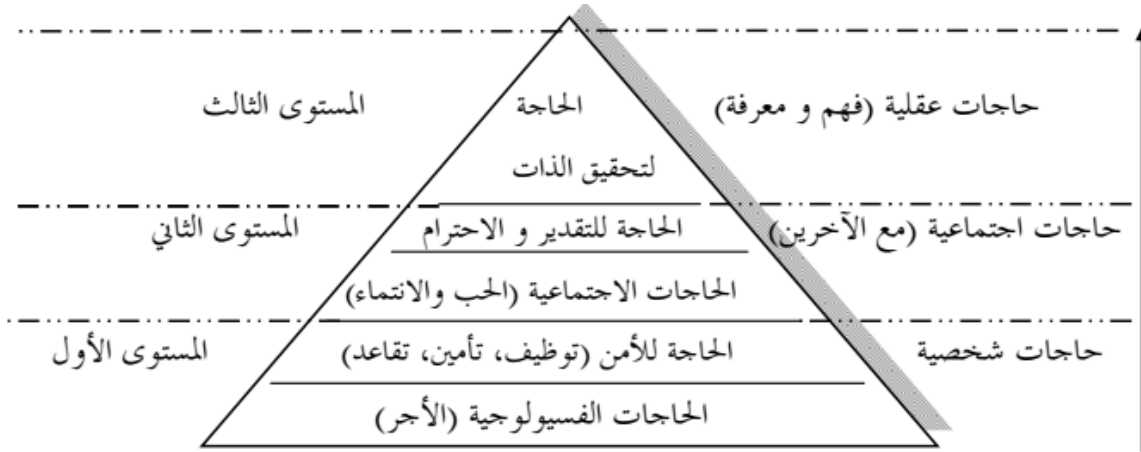 حاجات عقلية (فهم و معرفة)
الحاجة
المستوى الثالث
لتحقيق الذات
حاجات اجتماعية (مع الآخرين)
الحاجة للتقدير و الاحترام
المستوى الثاني
الحاجات الاجتماعية (الحب والانتماء)
حاجات شخصية
الحاجة للأمن (توظيف، تأمين، تقاعد)
المستوى الأول
الحاجات الفسيولوجية (الأجر)